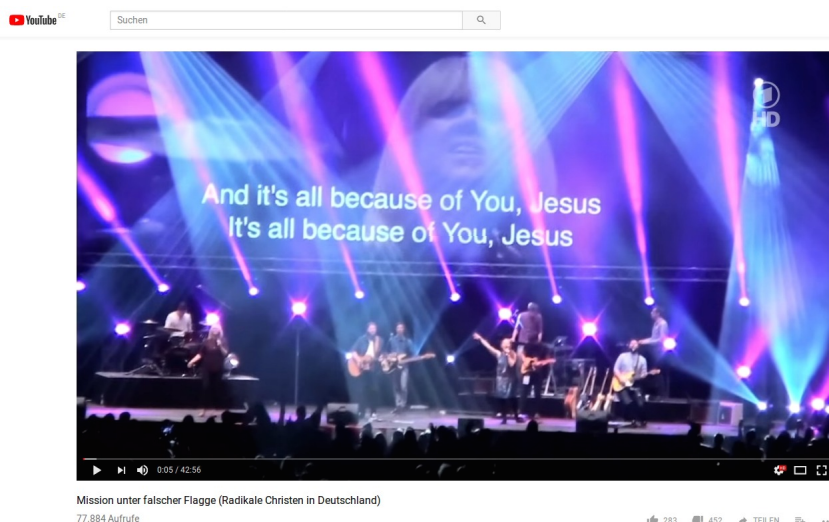 YouTube DE
Suchen
HD
And it's all because of You, Jesus
It's all because of You, Jesus
0:05 / 42:56
Mission unter falscher Flagge (Radikale Christen in Deutschland)
77.884 Aufrufe
283 452 TEILEN